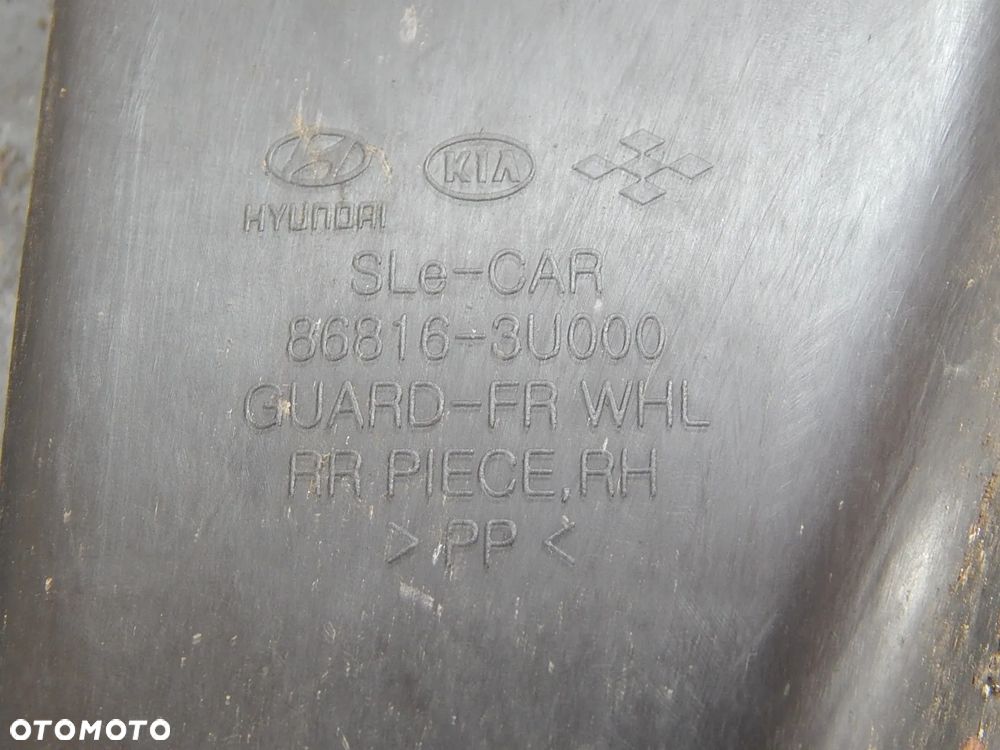 HYUNDAI KIA
SLe-CAR
86816-3U000
GUARD-FR WHL
RR PIECE,RH
>PP<
OTOMOTO